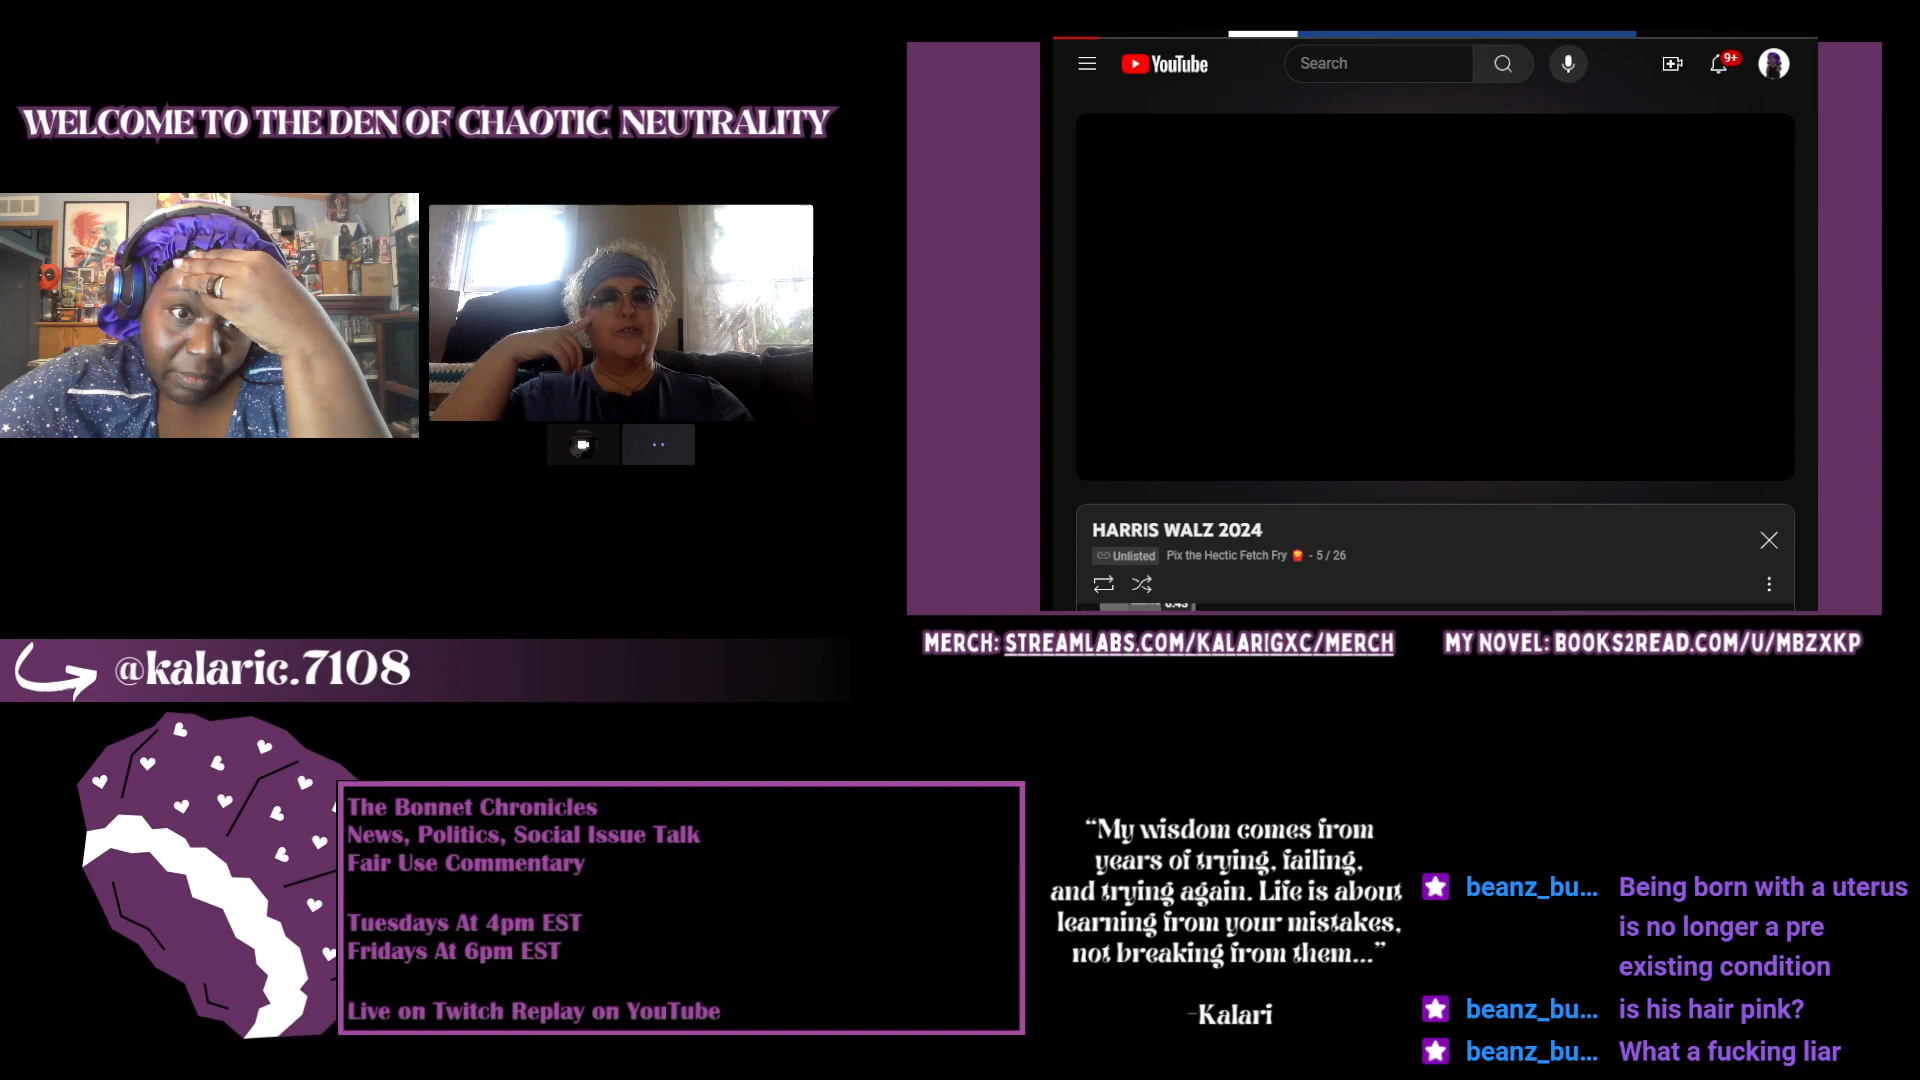 WELCOME TO THE DEN OF CHAOTIC NEUTRALITY
YouTube
Search
9+
HARRIS WALZ 2024
Unlisted
Pix the Hectic Fetch Fry 🍟 - 5 / 26
MERCH: STREAMLABS.COM/KALARIGXC/MERCH
MY NOVEL: BOOKS2READ.COM/U/MBZXKP
@kalaric.7108
The Bonnet Chronicles
News, Politics, Social Issue Talk
Fair Use Commentary
Tuesdays At 4pm EST
Fridays At 6pm EST
Live on Twitch Replay on YouTube
“My wisdom comes from
years of trying, failing,
and trying again. Life is about
learning from your mistakes,
not breaking from them...”
-Kalari
beanz_bu... Being born with a uterus
is no longer a pre
existing condition
beanz_bu... is his hair pink?
beanz_bu... What a fucking liar